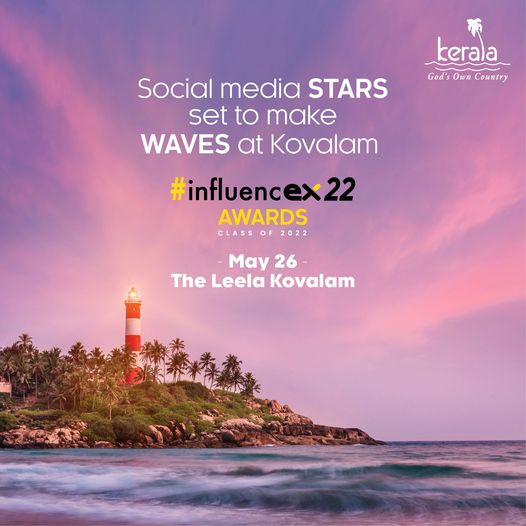 kerala
God's Own Country
Social media STARS
set to make
WAVES at Kovalam
#influencex22
AWARDS
CLASS OF 2022
- May 26 -
The Leela Kovalam